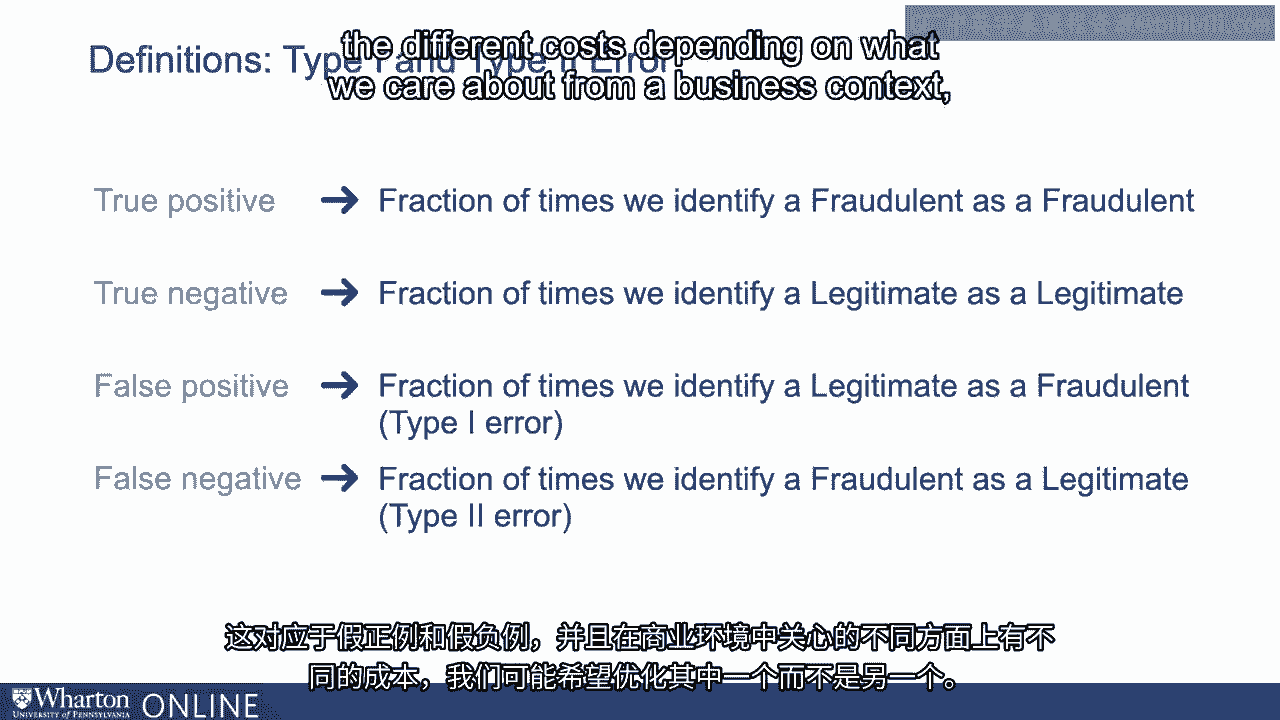 the different costs depending on what
we care about from a business context,
Definitions: Type I and Type II Error
True positive → Fraction of times we identify a Fraudulent as a Fraudulent
True negative → Fraction of times we identify a Legitimate as a Legitimate
False positive → Fraction of times we identify a Legitimate as a Fraudulent
(Type I error)
False negative → Fraction of times we identify a Fraudulent as a Legitimate
(Type II error)
这对应于假正例和假负例，并且在商业环境中关心的不同方面上有不
同的成本，我们可能希望优化其中一个而不是另一个。
Wharton ONLINE
UNIVERSITY of PENNSYLVANIA